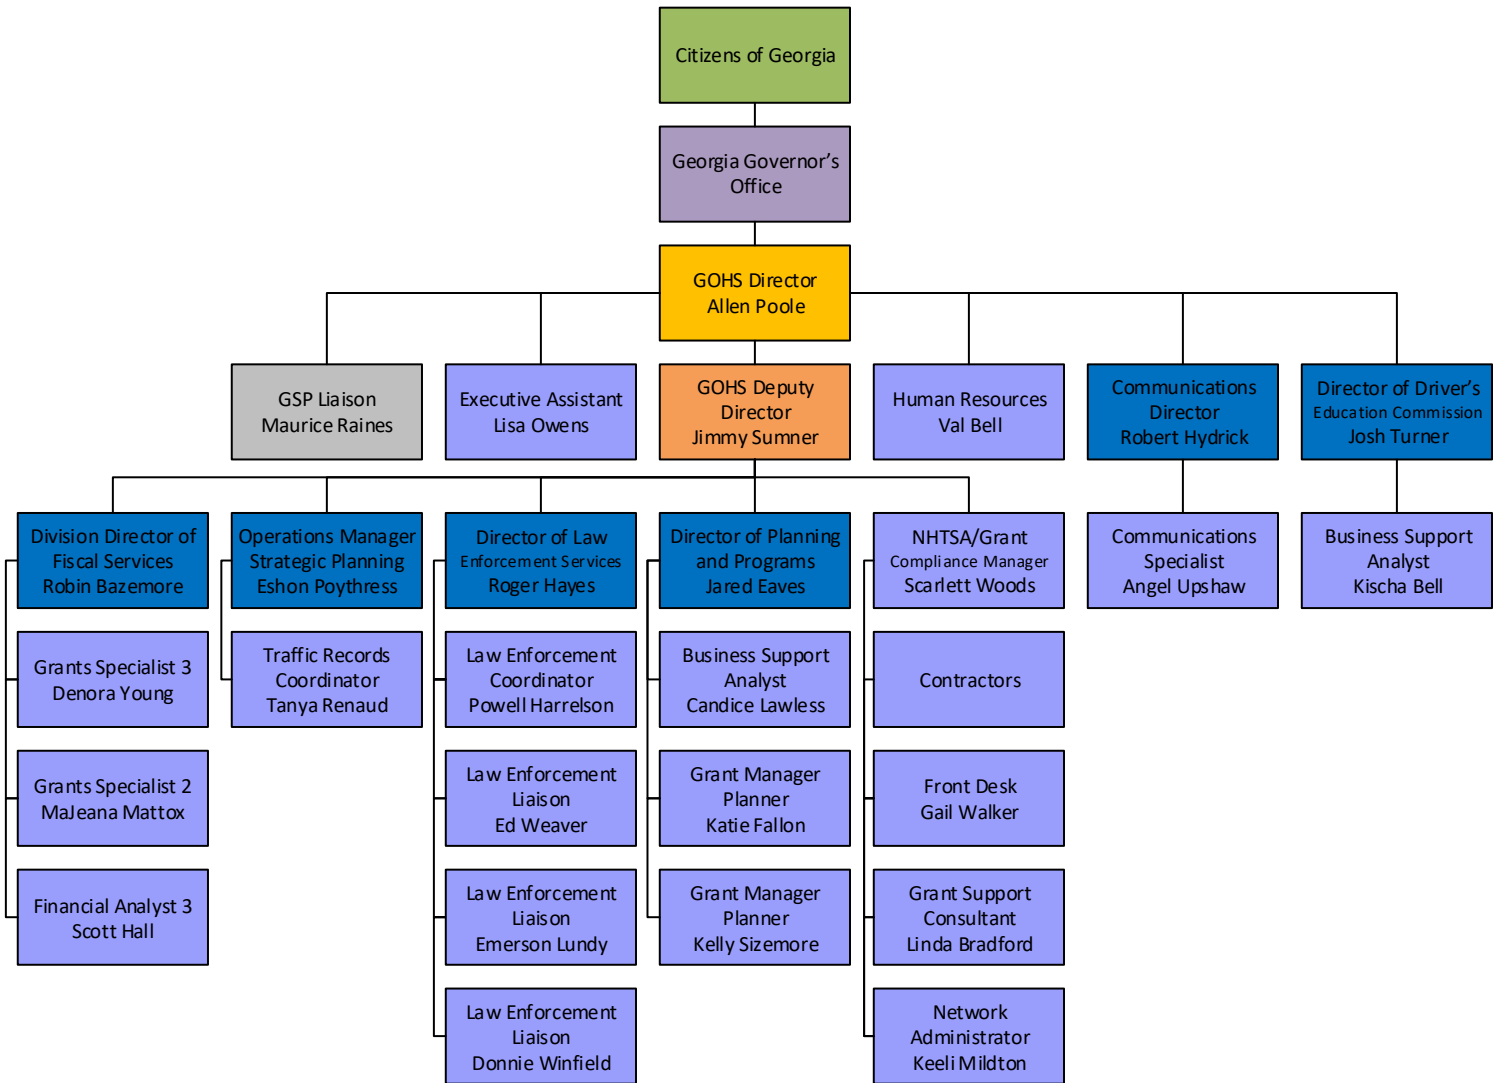 Citizens of Georgia
Georgia Governor's
Office
GOHS Director
Allen Poole
GSP Liaison
Maurice Raines
Executive Assistant
Lisa Owens
GOHS Deputy
Director
Jimmy Sumner
Human Resources
Val Bell
Communications
Director
Robert Hydrick
Director of Driver's
Education Commission
Josh Turner
Division Director of
Fiscal Services
Robin Bazemore
Operations Manager
Strategic Planning
Eshon Poythress
Director of Law
Enforcement Services
Roger Hayes
Director of Planning
and Programs
Jared Eaves
NHTSA/Grant
Compliance Manager
Scarlett Woods
Communications
Specialist
Angel Upshaw
Business Support
Analyst
Kischa Bell
Grants Specialist 3
Denora Young
Traffic Records
Coordinator
Tanya Renaud
Law Enforcement
Coordinator
Powell Harrelson
Business Support
Analyst
Candice Lawless
Contractors
Grants Specialist 2
MaJeana Mattox
Law Enforcement
Liaison
Ed Weaver
Grant Manager
Planner
Katie Fallon
Front Desk
Gail Walker
Financial Analyst 3
Scott Hall
Law Enforcement
Liaison
Emerson Lundy
Grant Manager
Planner
Kelly Sizemore
Grant Support
Consultant
Linda Bradford
Law Enforcement
Liaison
Donnie Winfield
Network
Administrator
Keeli Mildton